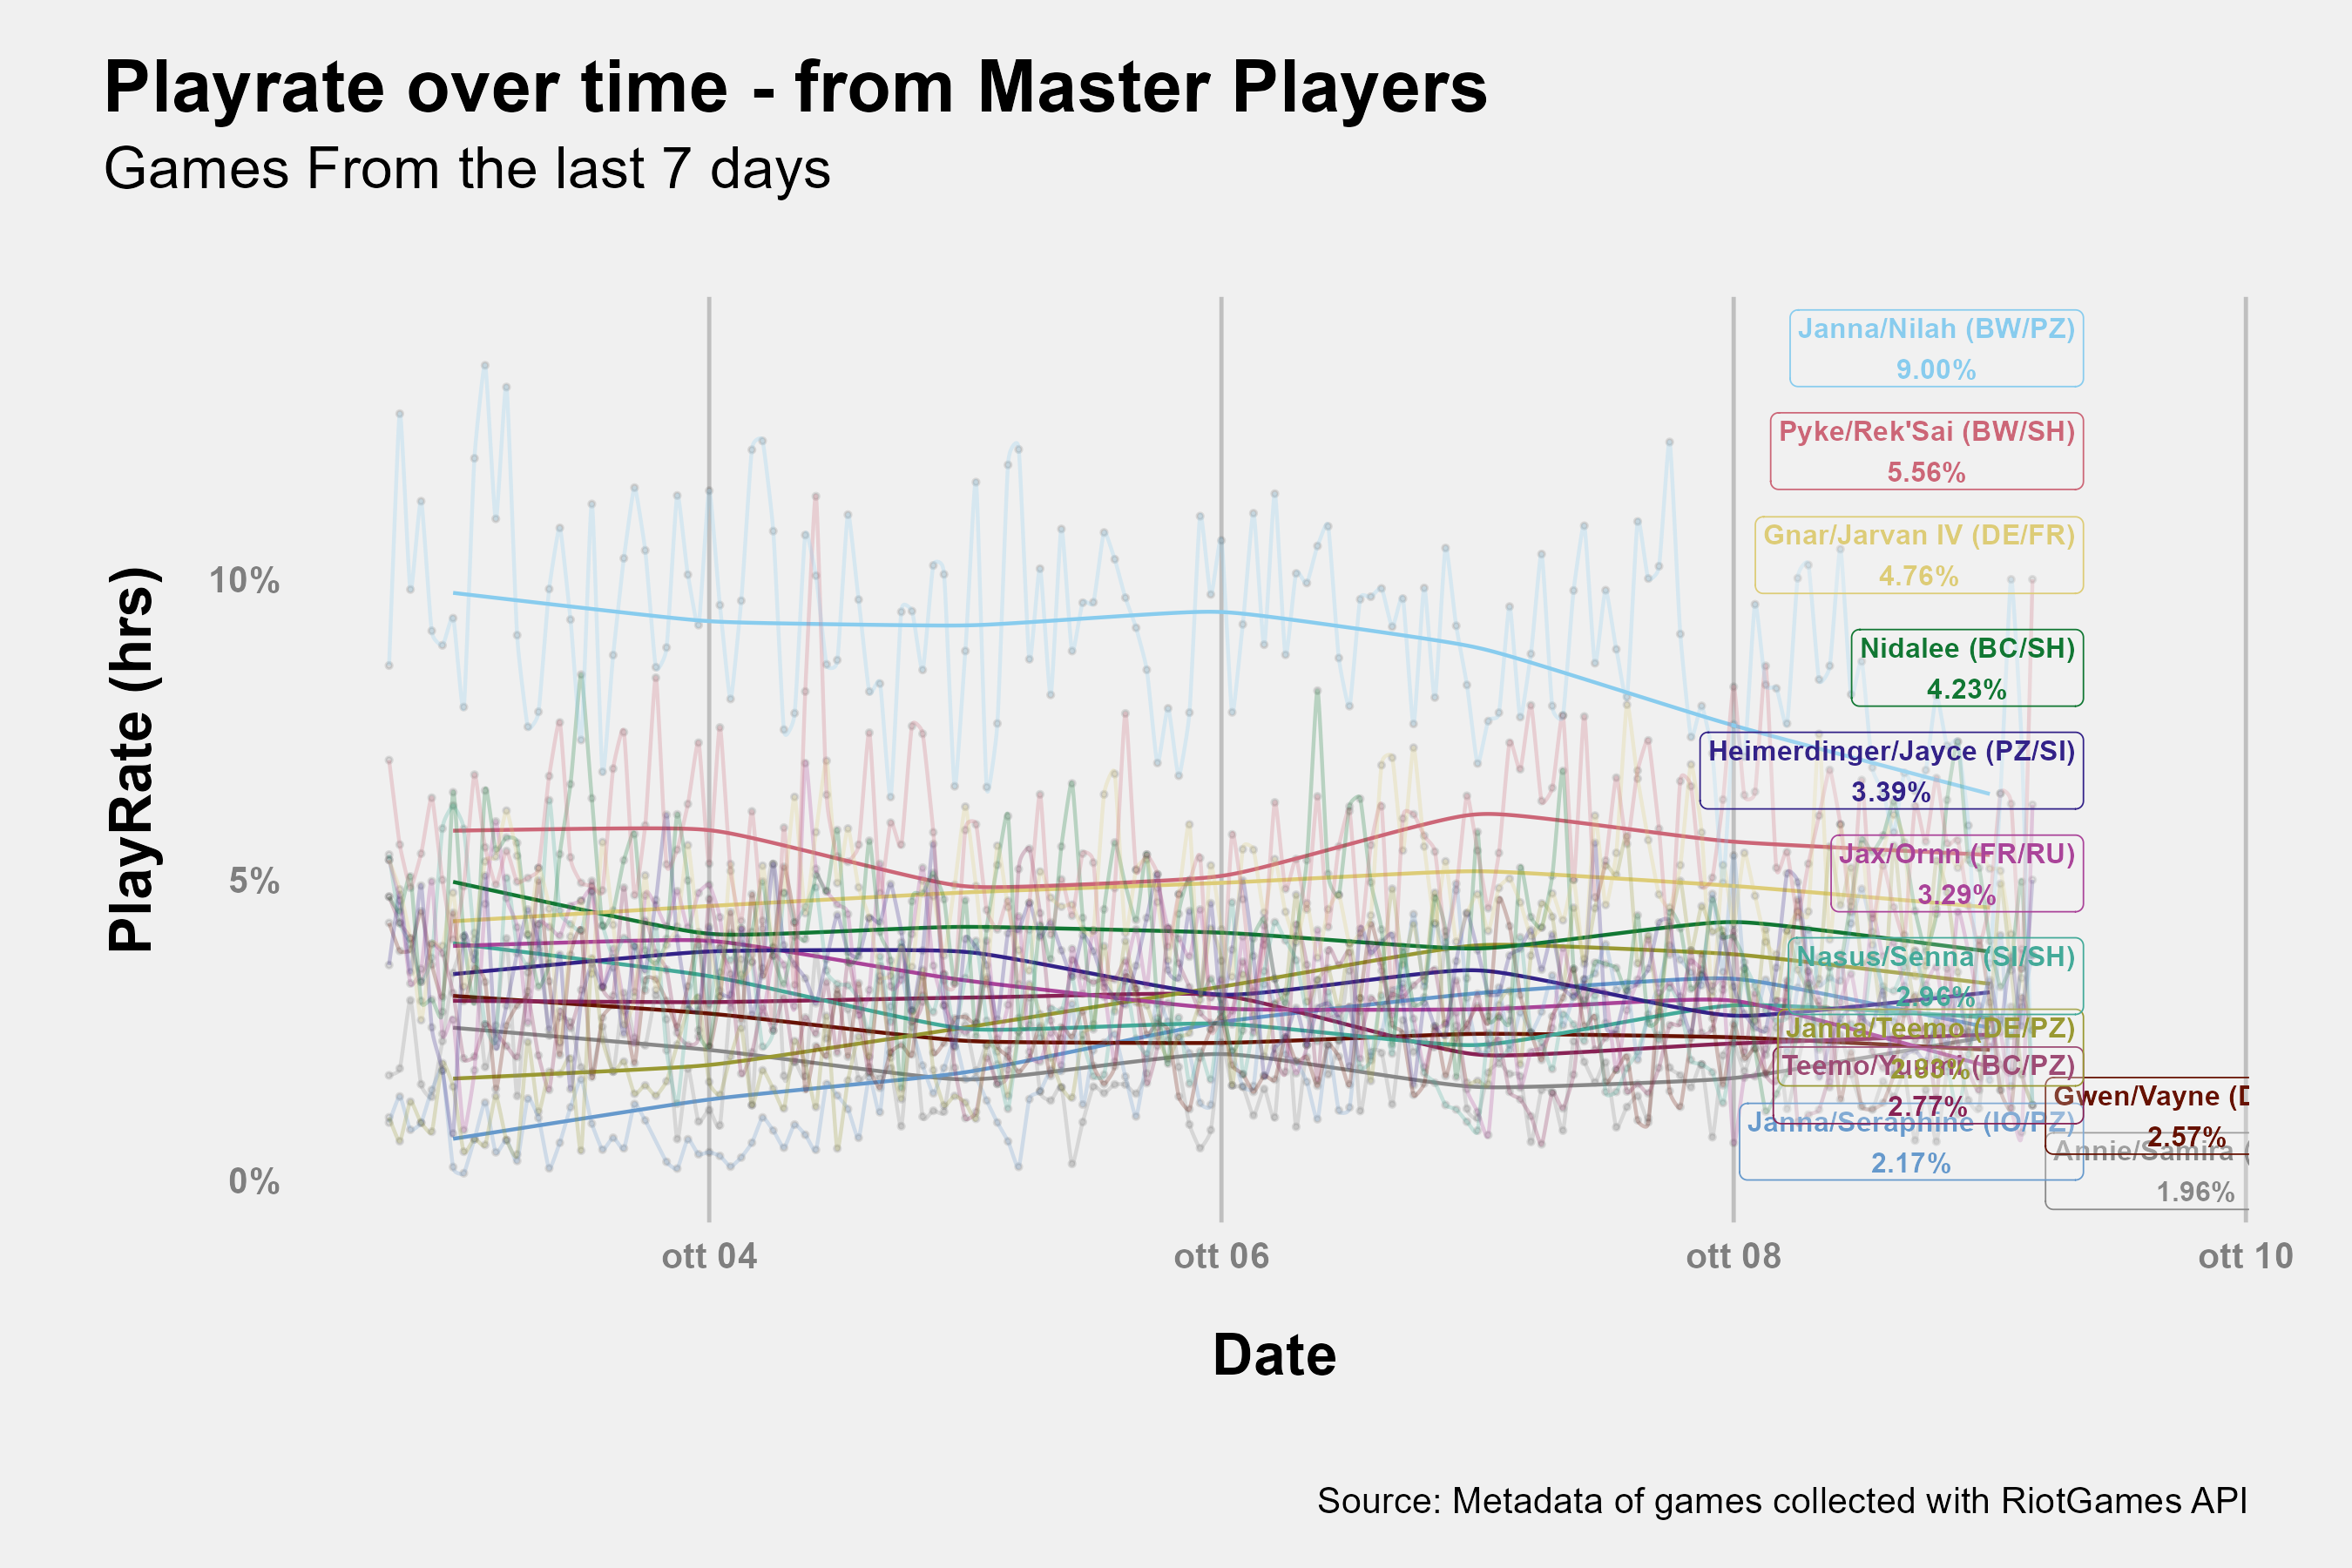 Playrate over time - from Master Players
Games From the last 7 days
PlayRate (hrs)
10%
5%
0%
Janna/Nilah (BW/PZ)
9.00%
Pyke/Rek'Sai (BW/SH)
5.56%
Gnar/Jarvan IV (DE/FR)
4.76%
Nidalee (BC/SH)
4.23%
Heimerdinger/Jayce (PZ/SI)
3.39%
Jax/Ornn (FR/RU)
3.29%
Nasus/Senna (SI/SH)
2.96%
Janna/Teemo (DE/PZ)
Teemo/Yuumi (BC/PZ)
2.77%
Gwen/Vayne (D
2.57%
Janna/Seraphine (IO/PZ)
2.17%
Annie/Samira (
1.96%
ott 04
ott 06
ott 08
ott 10
Date
Source: Metadata of games collected with RiotGames API